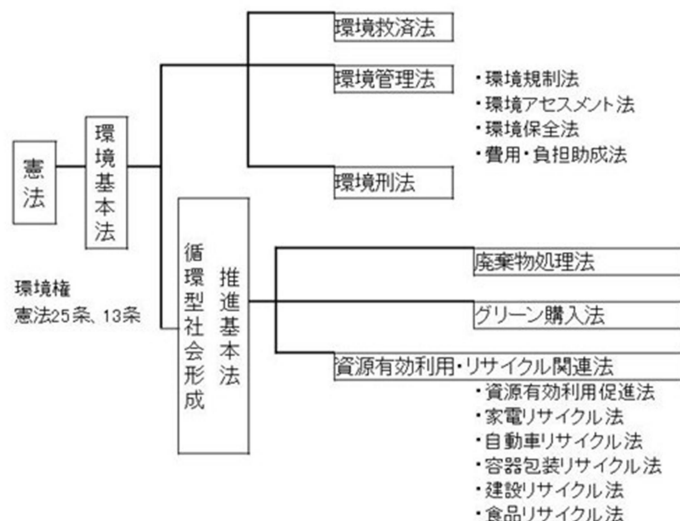 憲法
環境基本法
環境権
憲法25条、13条
環境救済法
環境管理法
・環境規制法
・環境アセスメント法
・環境保全法
・費用・負担助成法
環境刑法
循環型社会形成
推進基本法
廃棄物処理法
グリーン購入法
資源有効利用・リサイクル関連法
・資源有効利用促進法
・家電リサイクル法
・自動車リサイクル法
・容器包装リサイクル法
・建設リサイクル法
・食品リサイクル法